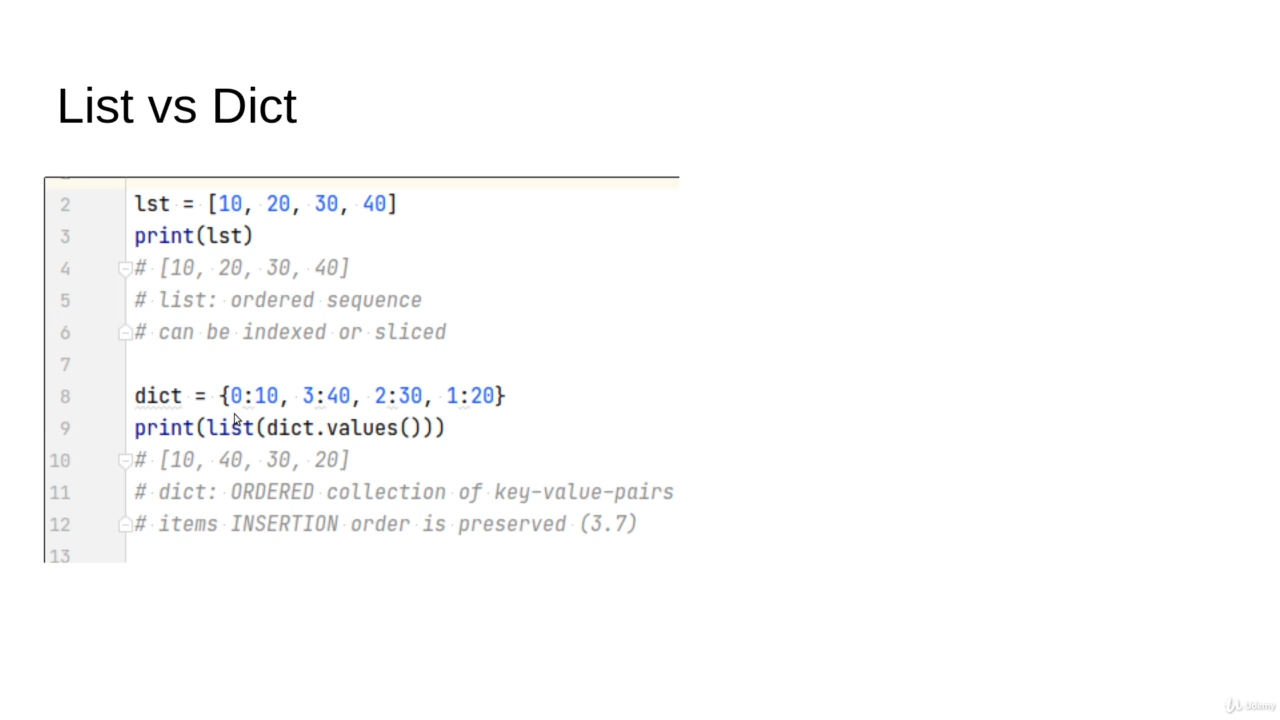 List vs Dict
2 lst = [10, 20, 30, 40]
3 print(lst)
4 # [10, 20, 30, 40]
5 # list: ordered sequence
6 # can be indexed or sliced
7
8 dict = {0:10, 3:40, 2:30, 1:20}
9 print(list(dict.values()))
10 # [10, 40, 30, 20]
11 # dict: ORDERED collection of key-value-pairs
12 # items INSERTION order is preserved (3.7)
13
Udemy